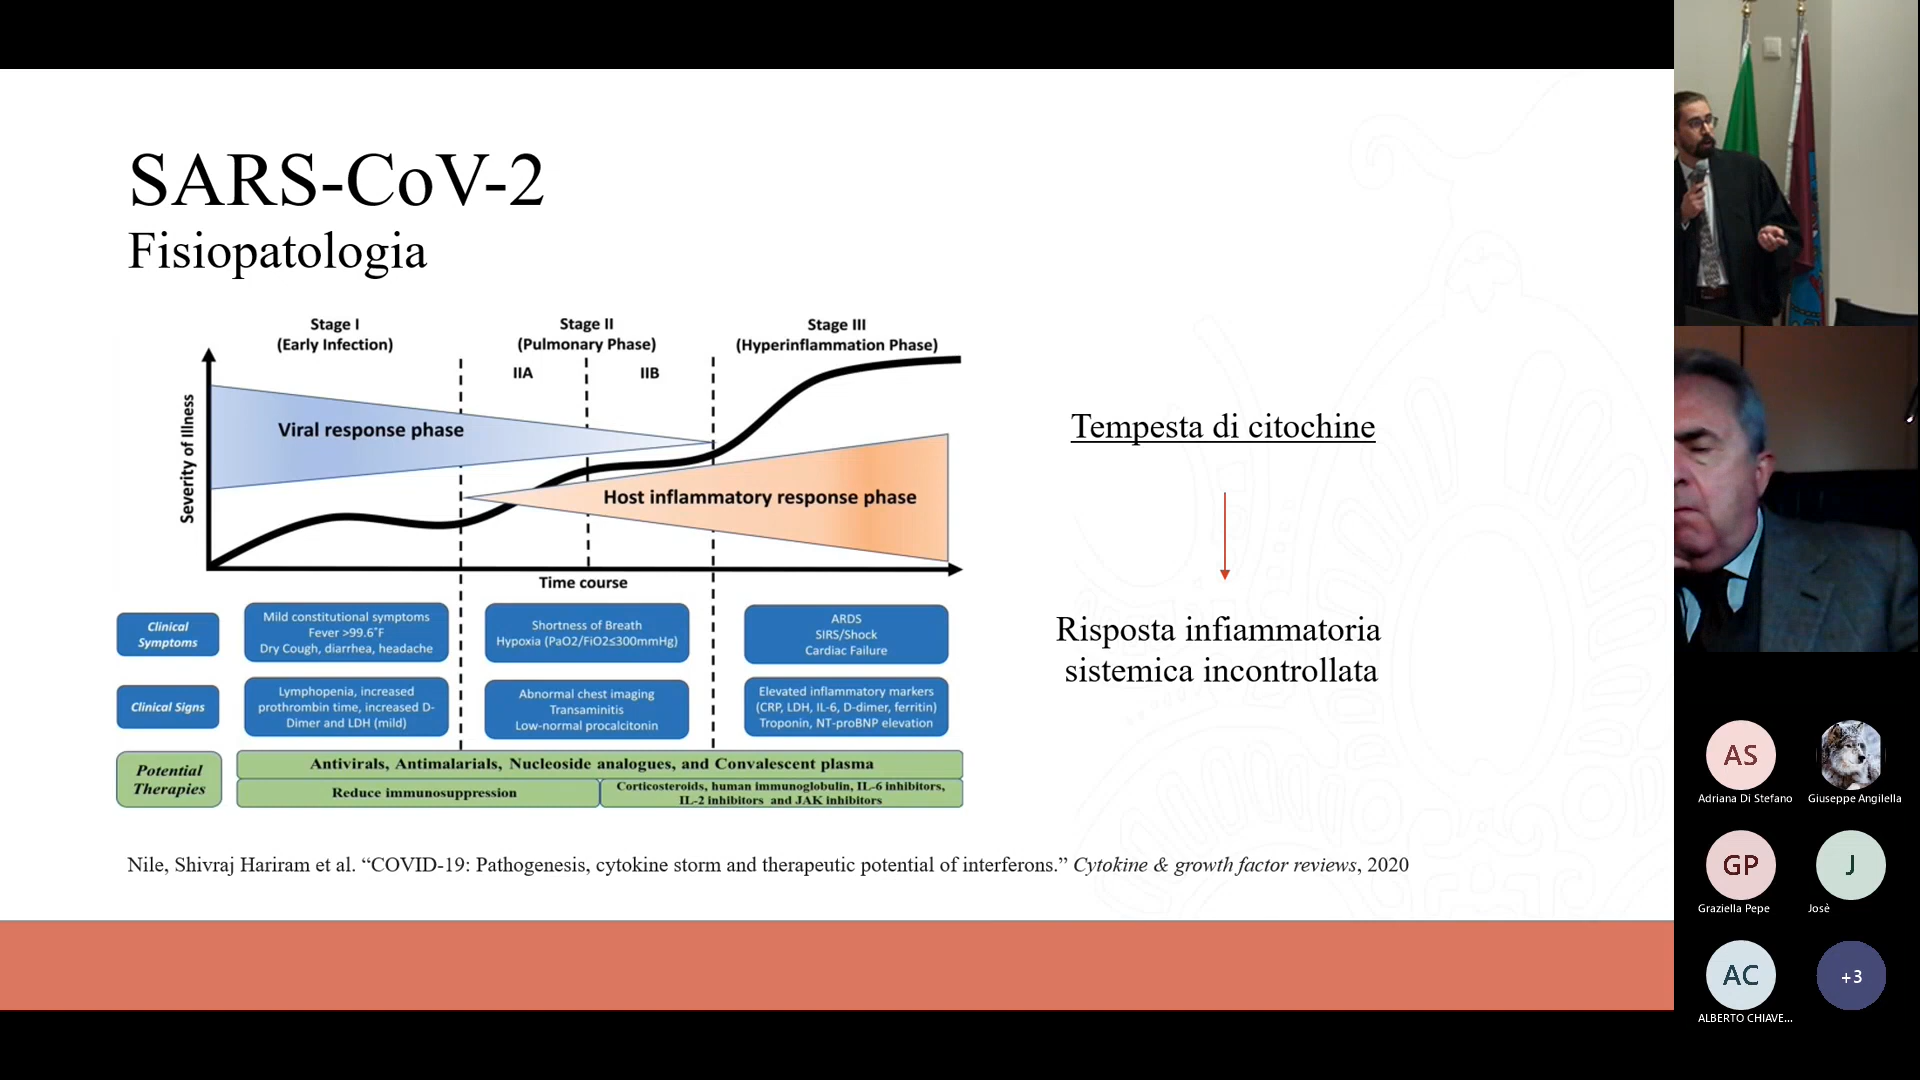 SARS-CoV-2
Fisiopatologia
Stage I
(Early Infection)
Stage II
(Pulmonary Phase)
IIA
IIB
Stage III
(Hyperinflammation Phase)
Severity of Illness
Viral response phase
Host inflammatory response phase
Time course
Clinical
Symptoms
Mild constitutional symptoms
Fever >99.6°F
Dry Cough, diarrhea, headache
Shortness of Breath
Hypoxia (PaO2/FiO2≤300mmHg)
ARDS
SIRS/Shock
Cardiac Failure
Clinical Signs
Lymphopenia, increased
prothrombin time, increased D-
Dimer and LDH (mild)
Abnormal chest imaging
Transaminitis
Low-normal procalcitonin
Elevated inflammatory markers
(CRP, LDH, IL-6, D-dimer, ferritin)
Troponin, NT-proBNP elevation
Potential
Therapies
Antivirals, Antimalarials, Nucleoside analogues, and Convalescent plasma
Reduce immunosuppression
Corticosteroids, human immunoglobulin, IL-6 inhibitors,
IL-2 inhibitors and JAK inhibitors
Tempesta di citochine
Risposta infiammatoria
sistemica incontrollata
Nile, Shivraj Hariram et al. “COVID-19: Pathogenesis, cytokine storm and therapeutic potential of interferons.” Cytokine & growth factor reviews, 2020
AS
Adriana Di Stefano
Giuseppe Angilella
GP
Graziella Pepe
J
Josè
AC
ALBERTO CHIAVE...
+3